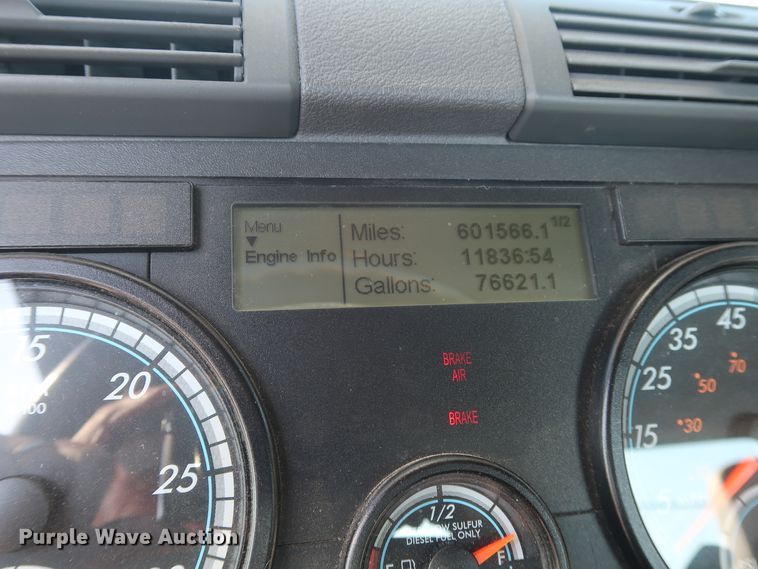 Menu
Engine Info
Miles: 601566.1 1/2
Hours: 11836:54
Gallons: 76621.1
BRAKE
AIR
BRAKE
15
20
25
45
35
70
25
50
30
15
5
1/2
SULFUR
DIESEL FUEL ONLY
E
F
Purple Wave Auction